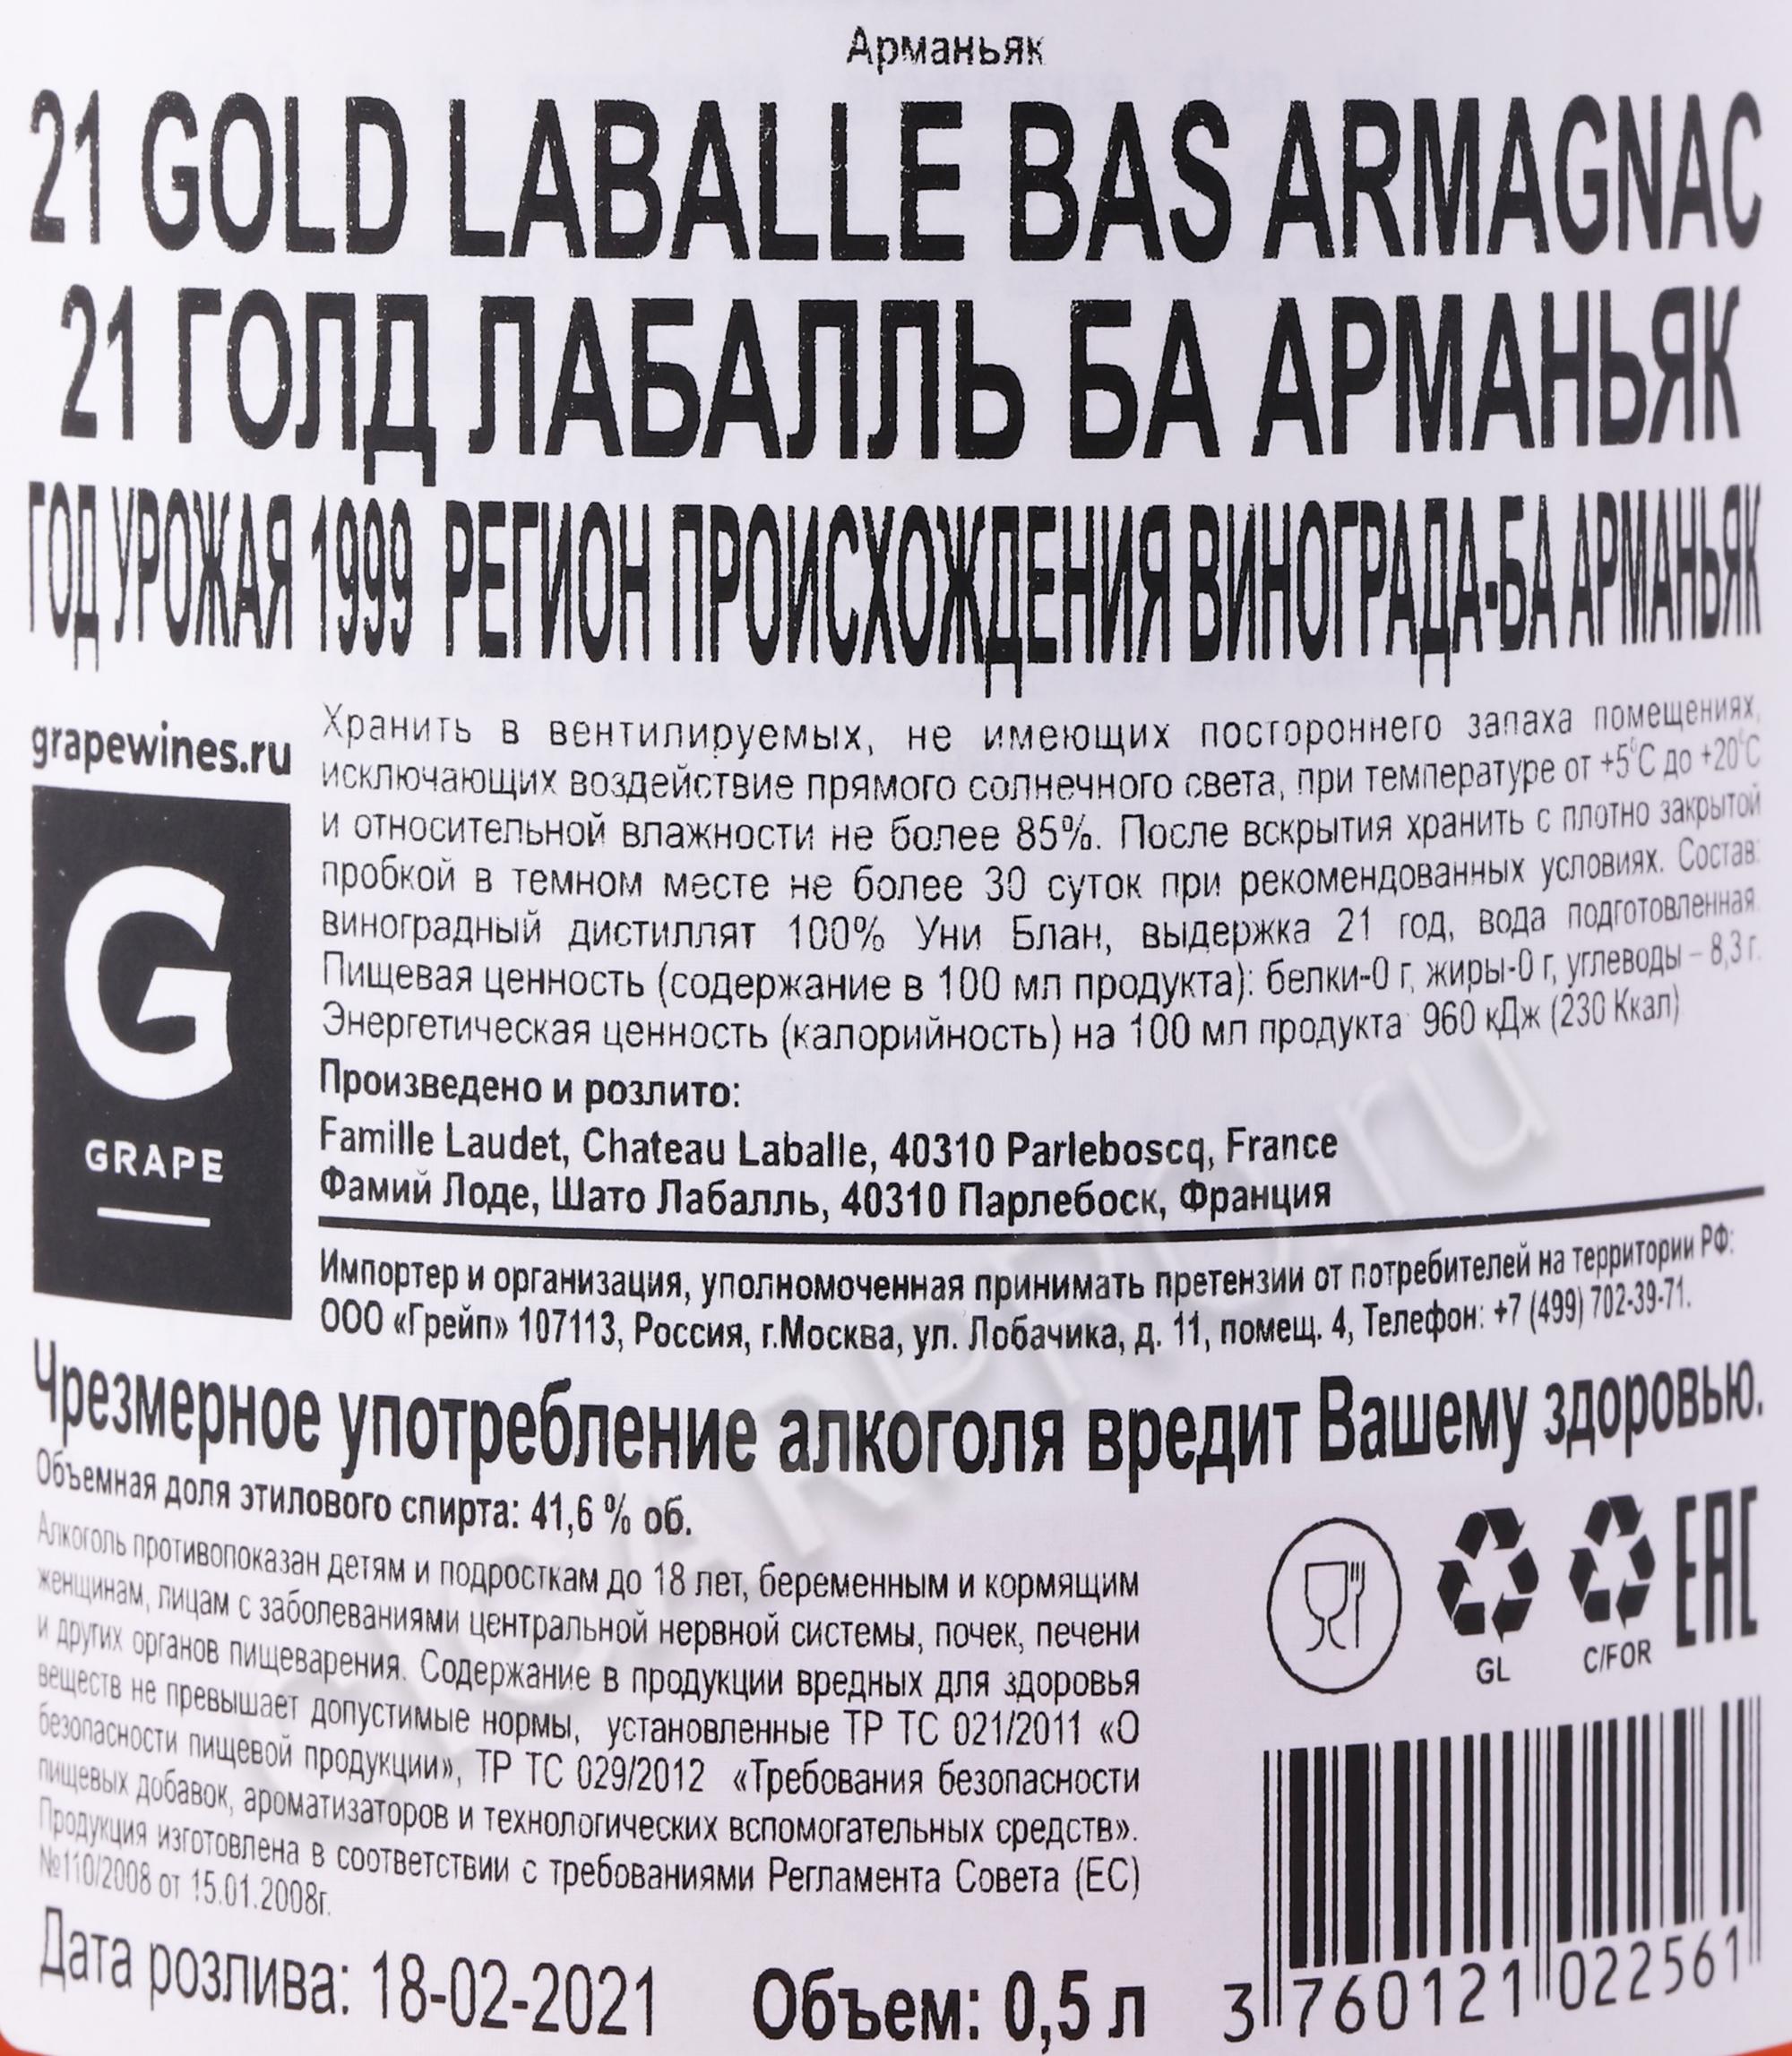 Арманьяк
21 GOLD LABALLE BAS ARMAGNAC
21 ГОЛД ЛАБАЛЛЬ БА АРМАНЬЯК
ГОД УРОЖАЯ 1999 РЕГИОН ПРОИСХОЖДЕНИЯ ВИНОГРАДА-БА АРМАНЬЯК
grapewines.ru
G
GRAPE
Хранить в вентилируемых, не имеющих постороннего запаха помещениях,
исключающих воздействие прямого солнечного света, при температуре от +5°С до +20°С
и относительной влажности не более 85%. После вскрытия хранить с плотно закрытой
пробкой в темном месте не более 30 суток при рекомендованных условиях. Состав:
виноградный дистиллят 100% Уни Блан, выдержка 21 год, вода подготовленная.
Пищевая ценность (содержание в 100 мл продукта): белки-0 г, жиры-0 г, углеводы – 8,3 г.
Энергетическая ценность (калорийность) на 100 мл продукта 960 кДж (230 Ккал)
Произведено и розлито:
Famille Laudet, Chateau Laballe, 40310 Parleboscq, France
Фамий Лоде, Шато Лабалль, 40310 Парлебоск, Франция
Импортер и организация, уполномоченная принимать претензии от потребителей на территории РФ:
ООО «Грейп» 107113, Россия, г.Москва, ул. Лобачика, д. 11, помещ. 4, Телефон: +7 (499) 702-39-71.
Чрезмерное употребление алкоголя вредит Вашему здоровью.
Объемная доля этилового спирта: 41,6 % об.
Алкоголь противопоказан детям и подросткам до 18 лет, беременным и кормящим
женщинам, лицам с заболеваниями центральной нервной системы, почек, печени
и других органов пищеварения. Содержание в продукции вредных для здоровья
веществ не превышает допустимые нормы, установленные ТР ТС 021/2011 «О
безопасности пищевой продукции», ТР ТС 029/2012 «Требования безопасности
пищевых добавок, ароматизаторов и технологических вспомогательных средств».
Продукция изготовлена в соответствии с требованиями Регламента Совета (ЕС)
№110/2008 от 15.01.2008г.
GL
C/FOR
EAC
Дата розлива: 18-02-2021
Объем: 0,5 л
3 760121 022561
CIGARPRO.ru